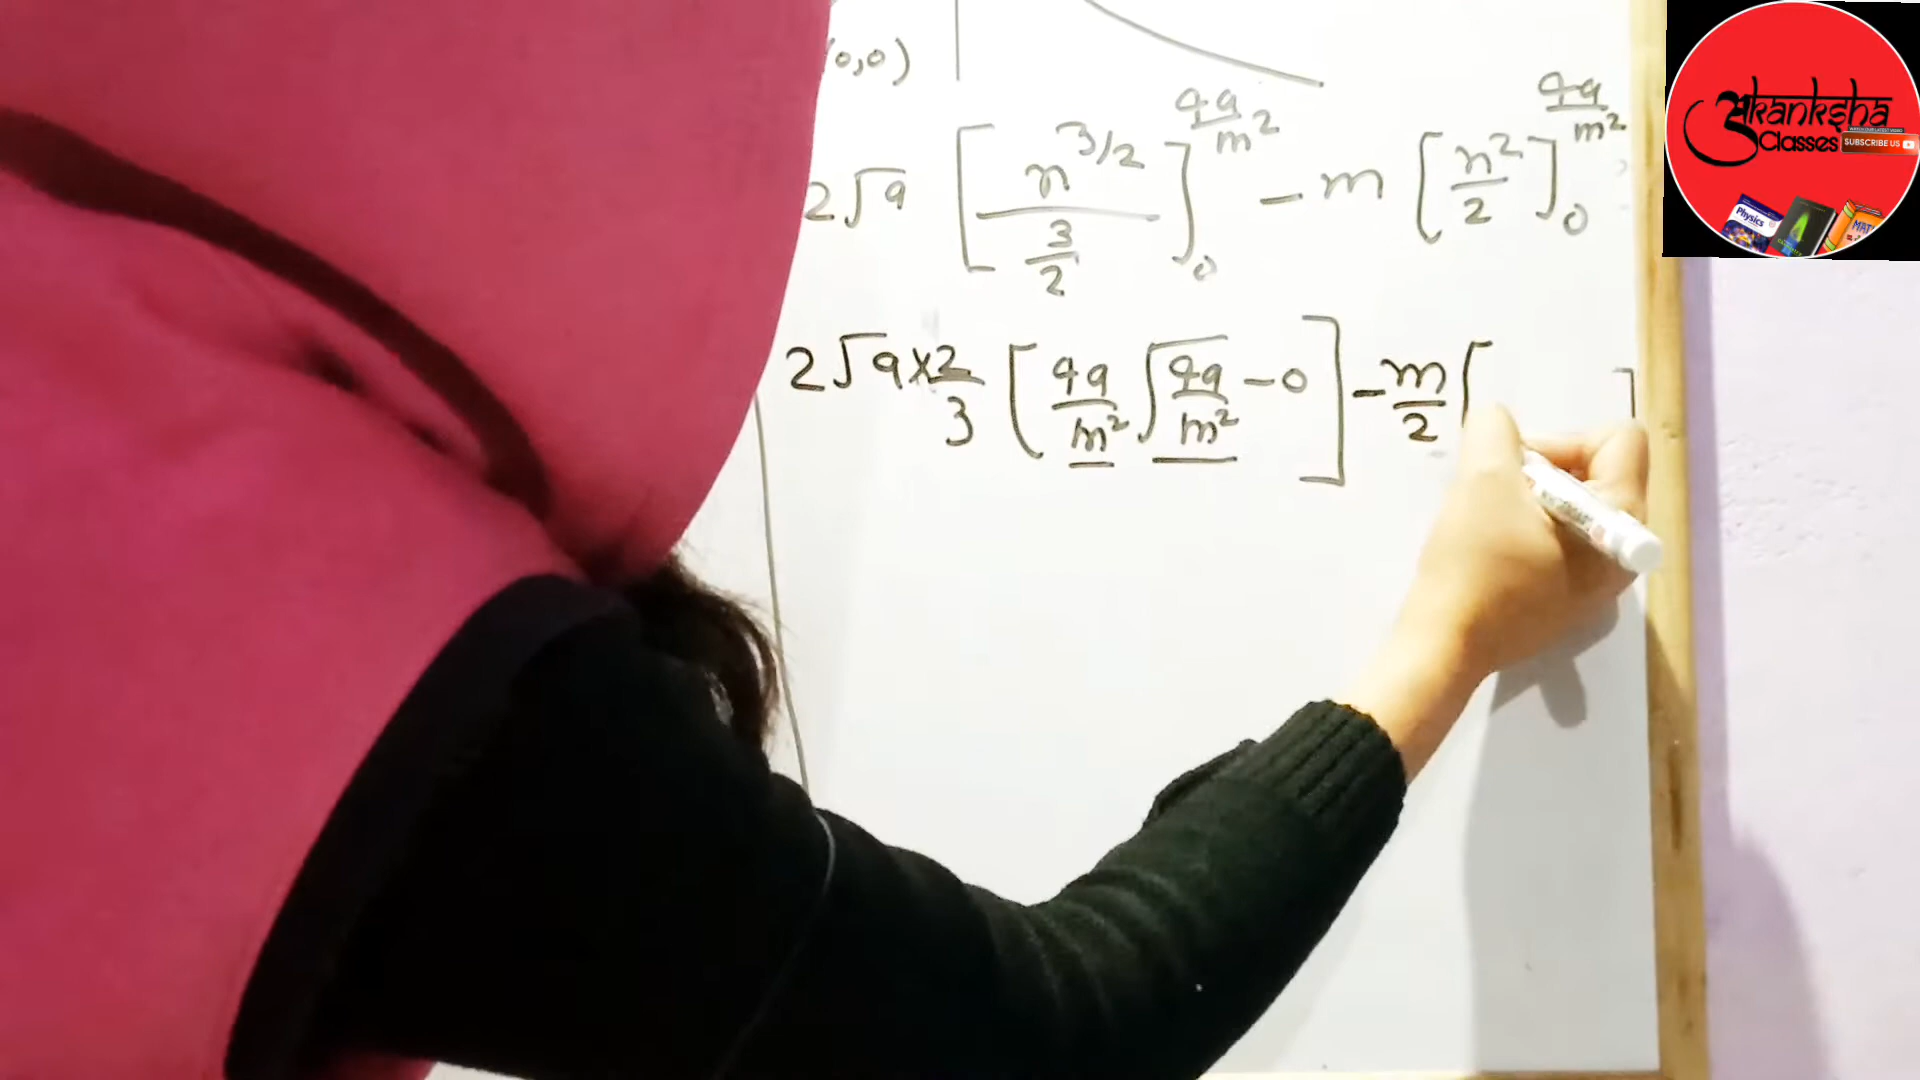 (0,0)
2√a [x^{3/2} / (3/2)]_0^{4a/m²} − m [x²/2]_0^{4a/m²}
2√a × 2/3 [4a/m² √(4a/m²) − 0] − m/2 [ ]
Akanksha
Classes
SUBSCRIBE US
Physics